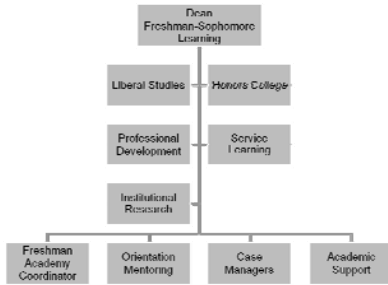 Dean
Freshman-Sophomore
Learning
Liberal Studies
Honors College
Professional
Development
Service
Learning
Institutional
Research
Freshman
Academy
Coordinator
Orientation
Mentoring
Case
Managers
Academic
Support